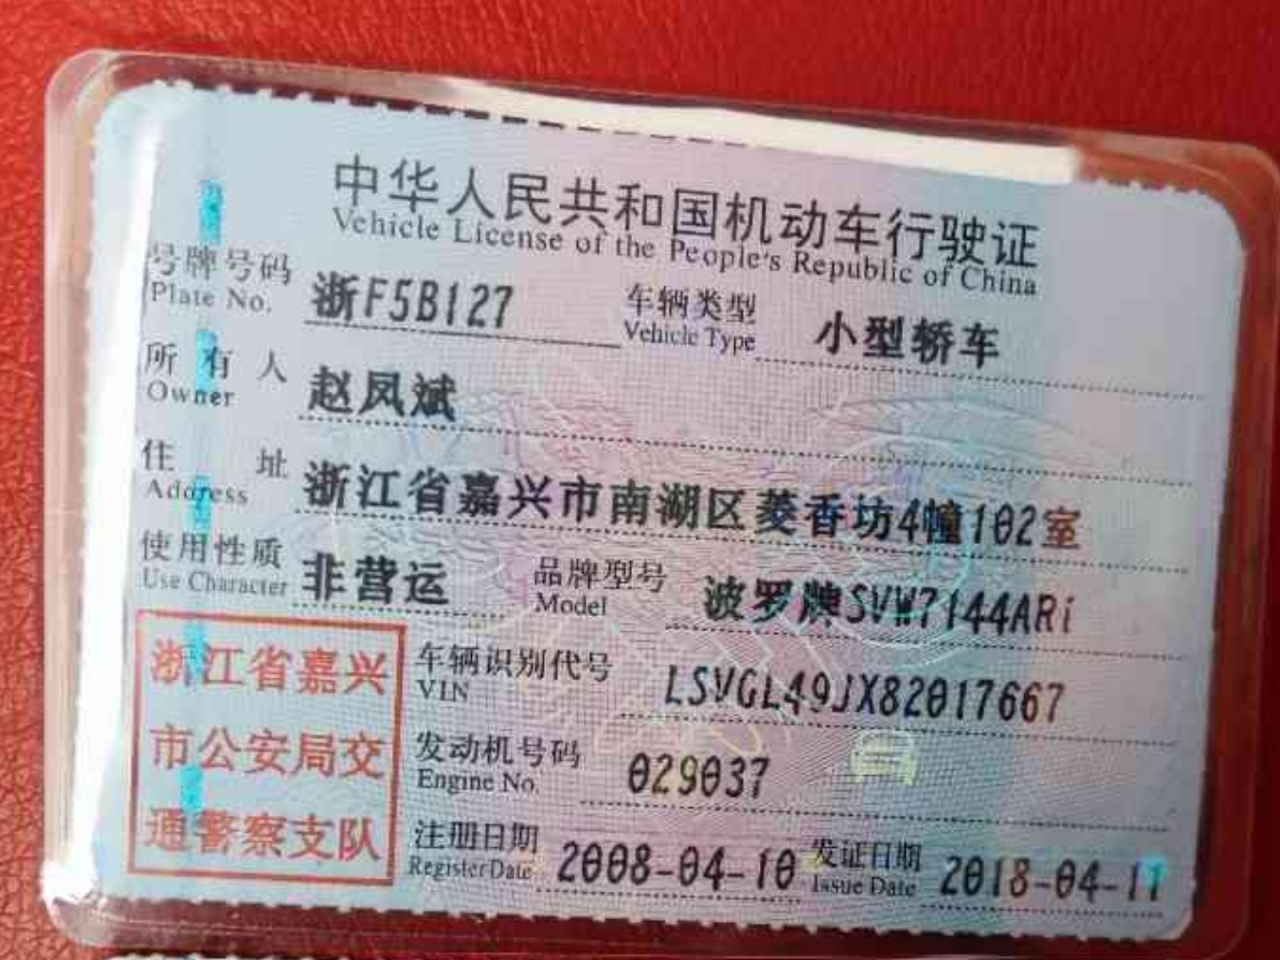 中华人民共和国机动车行驶证
Vehicle License of the People's Republic of China
号牌号码 浙F5B127 车辆类型 小型轿车
Plate No. Vehicle Type
所有人 赵凤斌
Owner
住址 浙江省嘉兴市南湖区菱香坊4幢102室
Address
使用性质 非营运 品牌型号 波罗牌SVW7144ARi
Use Character Model
浙江省嘉兴
市公安局交
通警察支队
车辆识别代号 LSVGL49JX82017667
VIN
发动机号码 029037
Engine No.
注册日期 2008-04-10 发证日期 2018-04-11
Register Date Issue Date